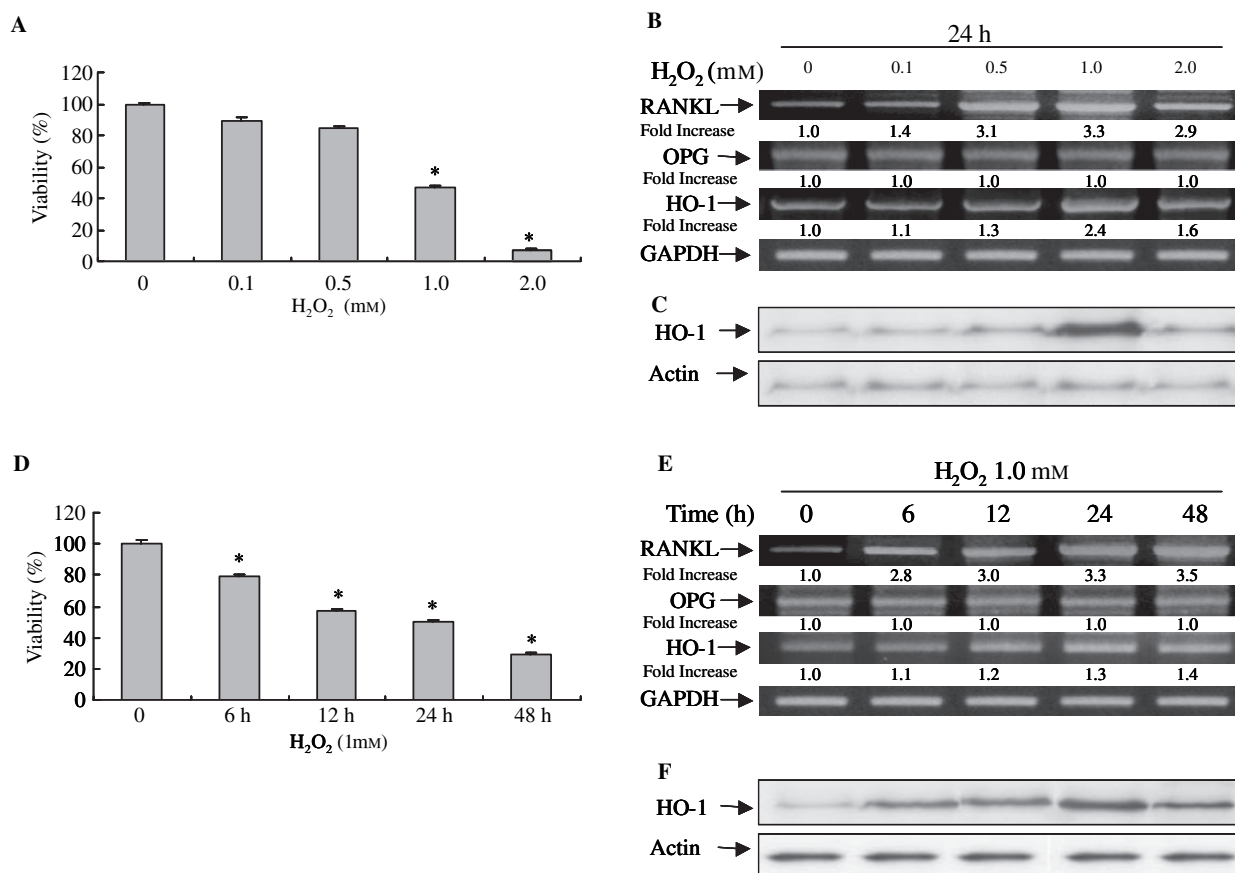 A
120
100
80
60
40
20
0
Viability (%)
*
*
0 0.1 0.5 1.0 2.0
H₂O₂ (mM)
B
24 h
H₂O₂ (mM) 0 0.1 0.5 1.0 2.0
RANKL
Fold Increase 1.0 1.4 3.1 3.3 2.9
OPG
Fold Increase 1.0 1.0 1.0 1.0 1.0
HO-1
Fold Increase 1.0 1.1 1.3 2.4 1.6
GAPDH
C
HO-1
Actin
D
120
100
80
60
40
20
0
Viability (%)
*
*
*
*
0 6 h 12 h 24 h 48 h
H₂O₂ (1mM)
E
H₂O₂ 1.0 mM
Time (h) 0 6 12 24 48
RANKL
Fold Increase 1.0 2.8 3.0 3.3 3.5
OPG
Fold Increase 1.0 1.0 1.0 1.0 1.0
HO-1
Fold Increase 1.0 1.1 1.2 1.3 1.4
GAPDH
F
HO-1
Actin